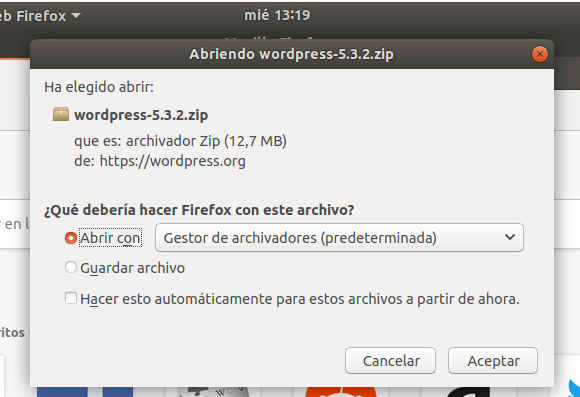 eb Firefox
mié 13:19
Abriendo wordpress-5.3.2.zip
Ha elegido abrir:
wordpress-5.3.2.zip
que es: archivador Zip (12,7 MB)
de: https://wordpress.org
¿Qué debería hacer Firefox con este archivo?
Abrir con
Gestor de archivadores (predeterminada)
Guardar archivo
Hacer esto automáticamente para estos archivos a partir de ahora.
r en l
ritos
Cancelar
Aceptar